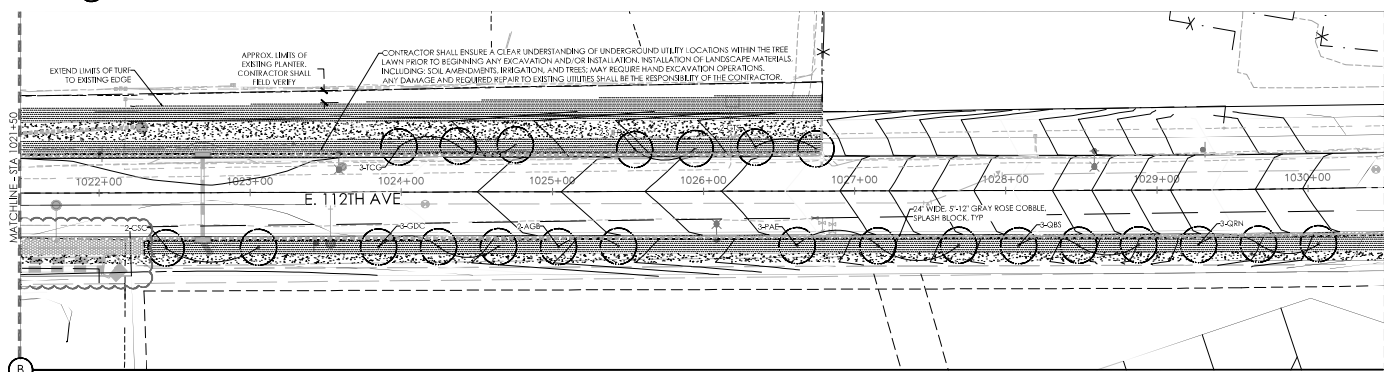 APPROX. LIMITS OF
EXISTING PLANTER.
CONTRACTOR SHALL
FIELD VERIFY
CONTRACTOR SHALL ENSURE A CLEAR UNDERSTANDING OF UNDERGROUND UTILITY LOCATIONS WITHIN THE TREE
LAWN PRIOR TO BEGINNING ANY EXCAVATION AND/OR INSTALLATION. INSTALLATION OF LANDSCAPE MATERIALS,
INCLUDING; SOIL AMENDMENTS, IRRIGATION, AND TREES; MAY REQUIRE HAND EXCAVATION OPERATIONS.
ANY DAMAGE AND REQUIRED REPAIR TO EXISTING UTILITIES SHALL BE THE RESPONSIBILITY OF THE CONTRACTOR.
EXTEND LIMITS OF TURF
TO EXISTING EDGE
MATCHLINE - STA 1021+50
3-TCG
1022+00
1023+00
1024+00
1025+00
1026+00
1027+00
1028+00
1029+00
1030+00
E. 112TH AVE
24" WIDE, 5"-12" GRAY ROSE COBBLE,
SPLASH BLOCK, TYP
2-CSC
3-GDC
2-AGB
3-PAE
3-QBS
3-QRN
B